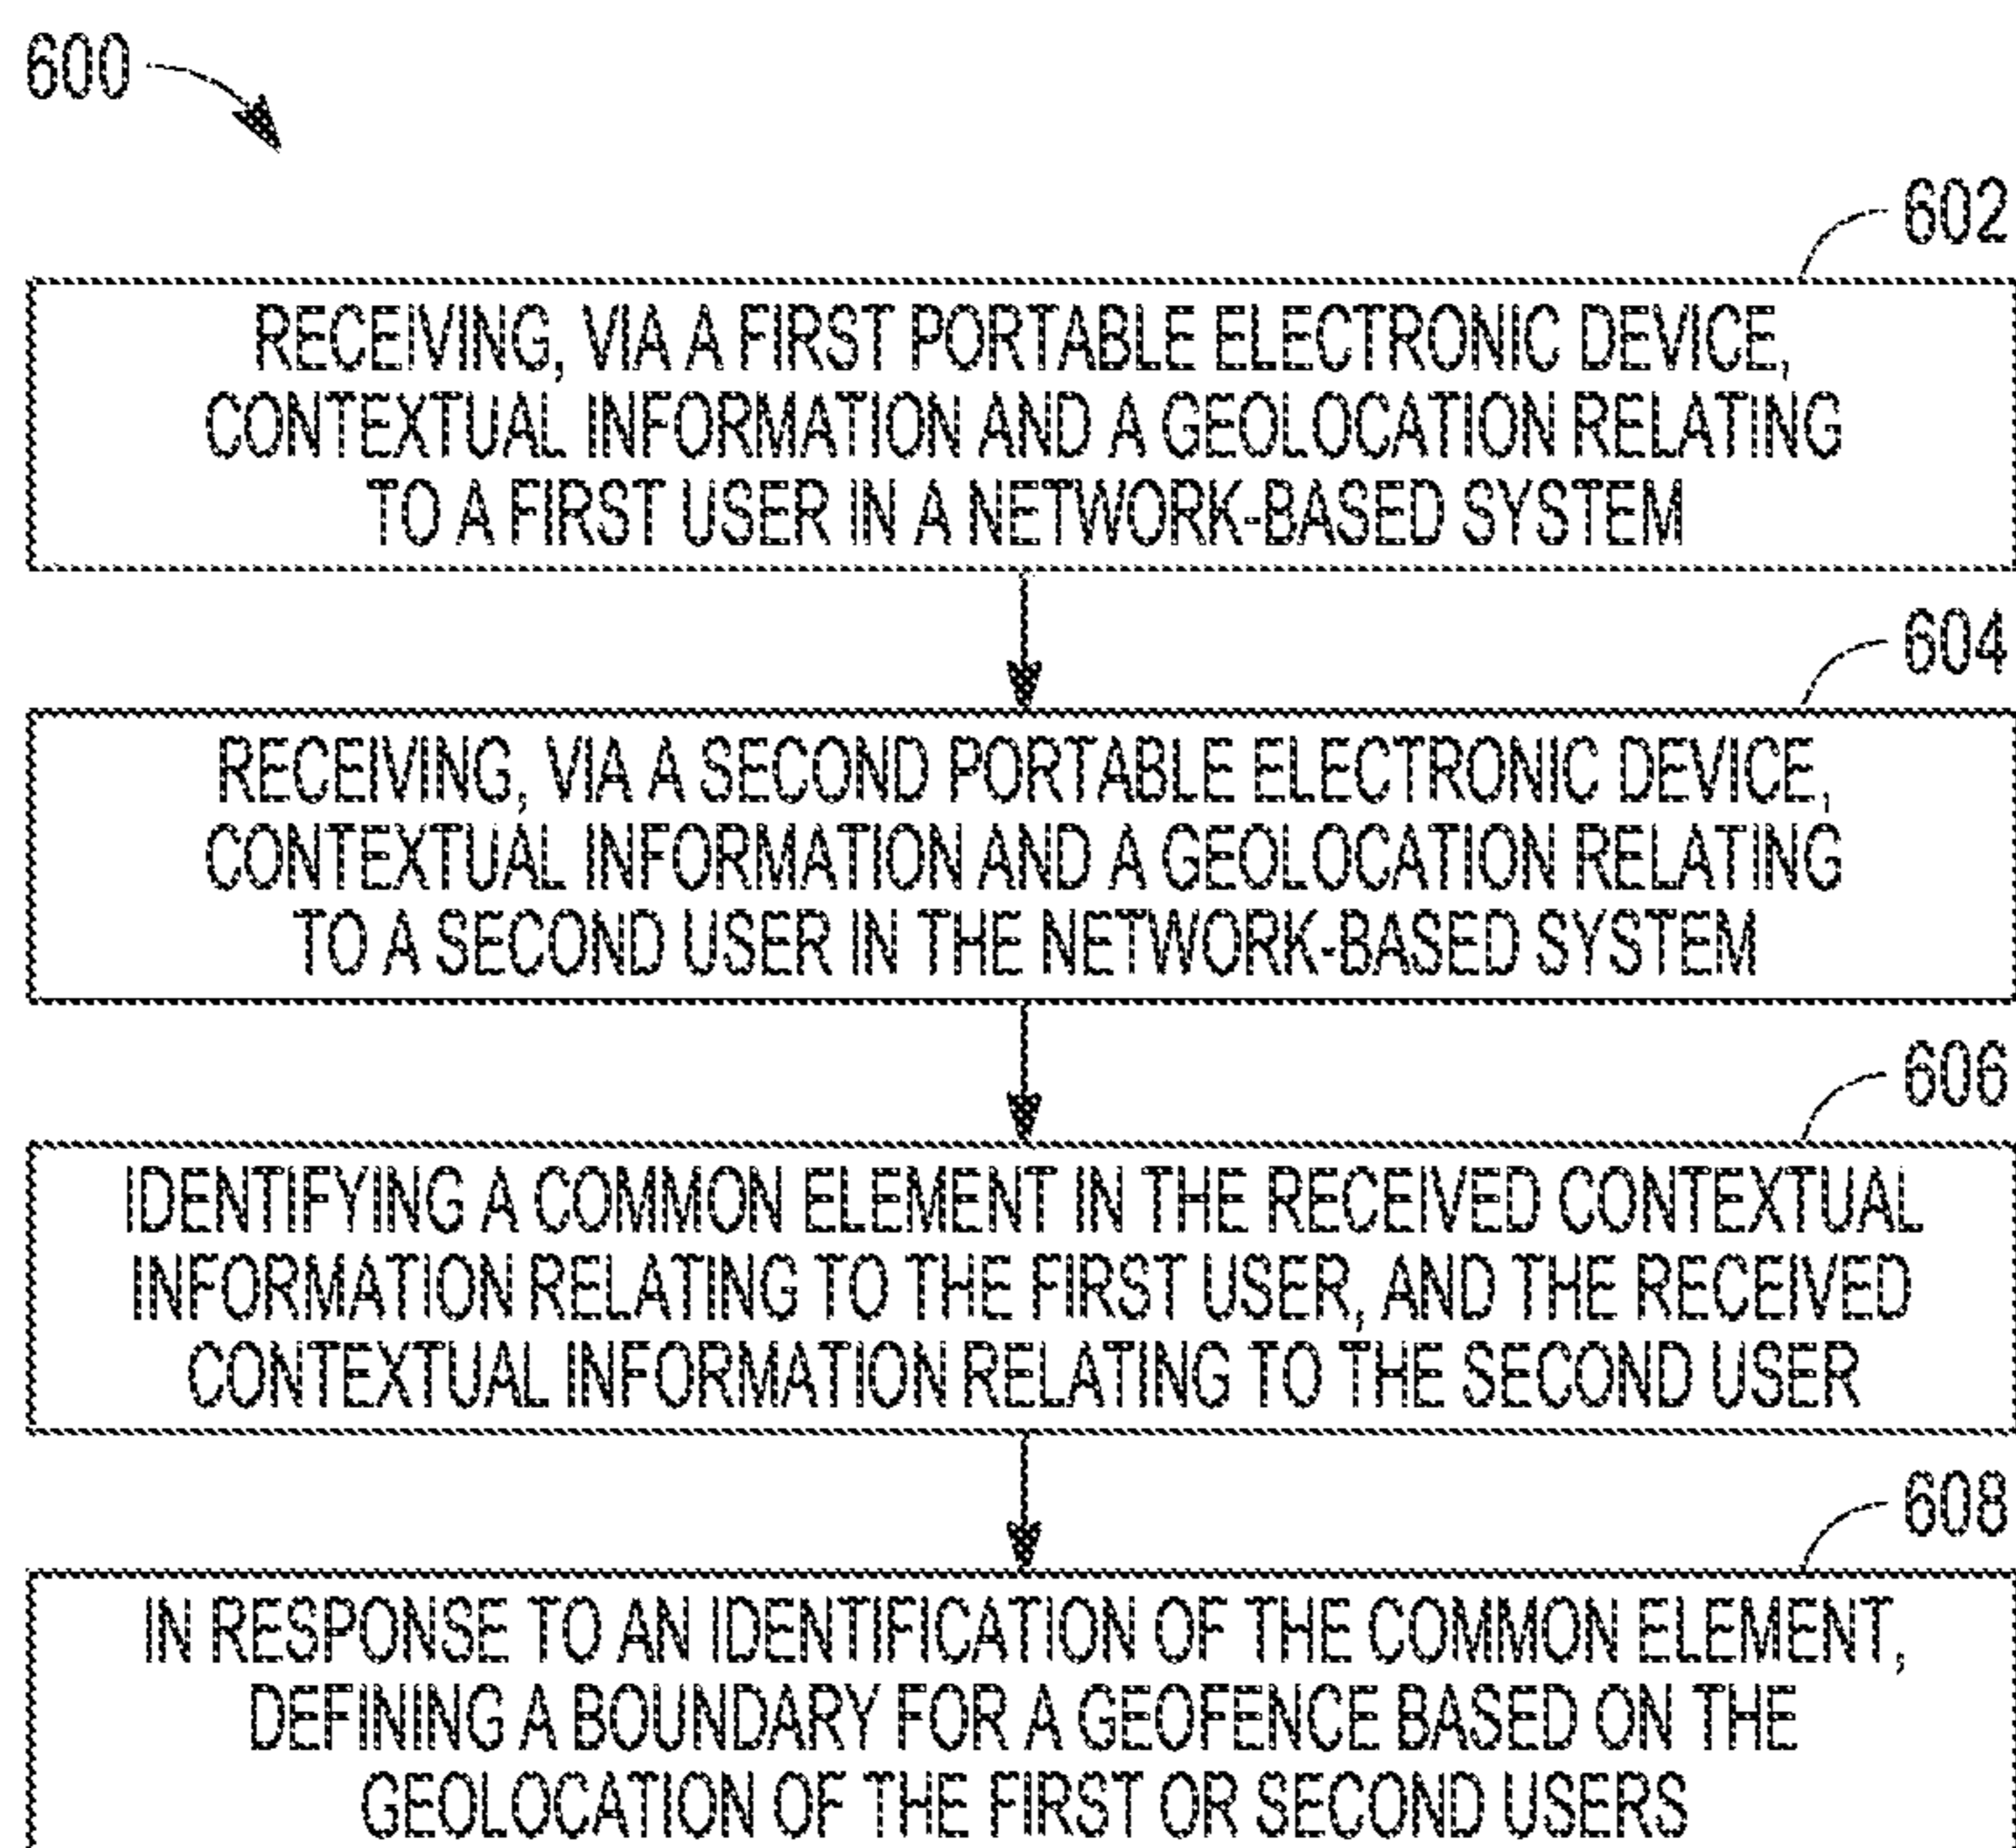 600
602
RECEIVING, VIA A FIRST PORTABLE ELECTRONIC DEVICE,
CONTEXTUAL INFORMATION AND A GEOLOCATION RELATING
TO A FIRST USER IN A NETWORK-BASED SYSTEM
604
RECEIVING, VIA A SECOND PORTABLE ELECTRONIC DEVICE,
CONTEXTUAL INFORMATION AND A GEOLOCATION RELATING
TO A SECOND USER IN THE NETWORK-BASED SYSTEM
606
IDENTIFYING A COMMON ELEMENT IN THE RECEIVED CONTEXTUAL
INFORMATION RELATING TO THE FIRST USER, AND THE RECEIVED
CONTEXTUAL INFORMATION RELATING TO THE SECOND USER
608
IN RESPONSE TO AN IDENTIFICATION OF THE COMMON ELEMENT,
DEFINING A BOUNDARY FOR A GEOFENCE BASED ON THE
GEOLOCATION OF THE FIRST OR SECOND USERS